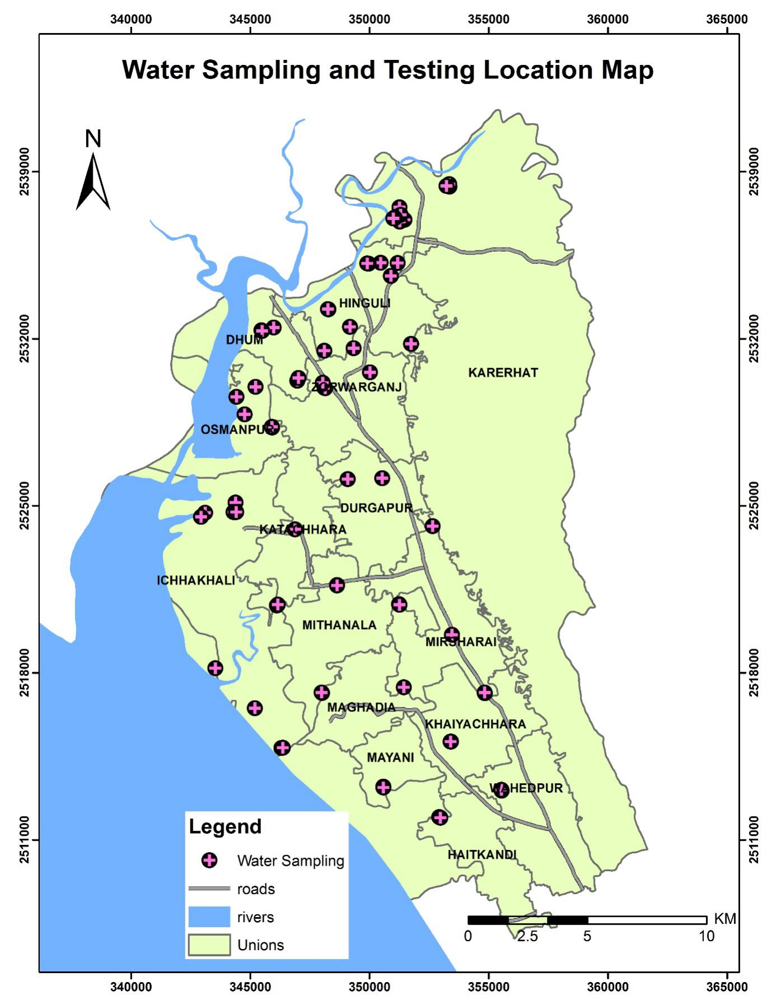 340000 345000 350000 355000 360000 365000
Water Sampling and Testing Location Map
N
2539000 2539000
HINGULI
2532000 2532000
DHUM
KARERHAT
ZORWARGANJ
OSMANPUR
2525000 2525000
DURGAPUR
KATACHHARA
ICHHAKHALI
MITHANALA
MIRSHARAI
2518000 2518000
MAGHADIA
KHAIYACHHARA
MAYANI
WAHEDPUR
Legend
2511000 2511000
HAITKANDI
Water Sampling
roads
rivers
KM
0 2.5 5 10
Unions
340000 345000 350000 355000 360000 365000